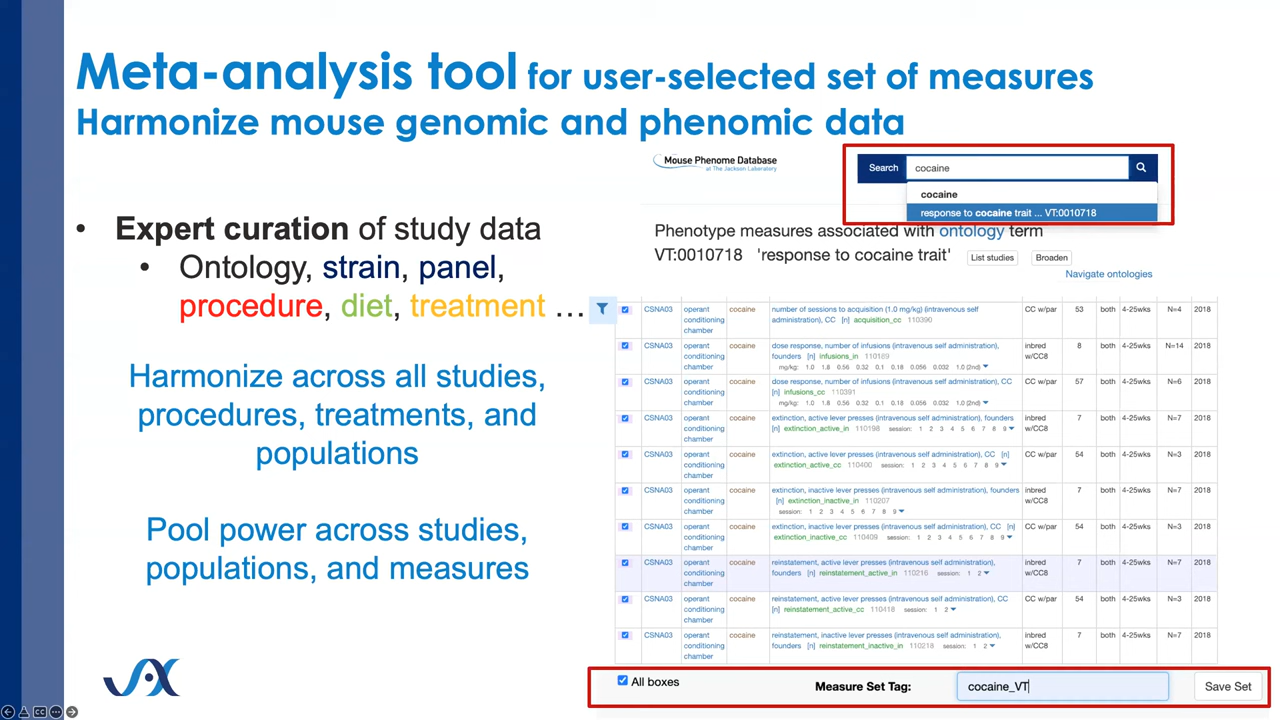 Meta-analysis tool for user-selected set of measures
Harmonize mouse genomic and phenomic data
• Expert curation of study data
• Ontology, strain, panel,
procedure, diet, treatment …
Harmonize across all studies,
procedures, treatments, and
populations
Pool power across studies,
populations, and measures
Mouse Phenome Database
at The Jackson Laboratory
Search cocaine
cocaine
response to cocaine trait ... VT:0010718
Phenotype measures associated with ontology term
VT:0010718 'response to cocaine trait' List studies Broaden
Navigate ontologies
CSNA03 operant conditioning chamber cocaine number of sessions to acquisition (1.0 mg/kg) (intravenous self administration), CC [n] acquisition_cc 110390 CC w/par 53 both 4-25wks N=4 2018
CSNA03 operant conditioning chamber cocaine dose response, number of infusions (intravenous self administration), founders [n] infusions_in 110189 mg/kg: 1.0 1.8 0.56 0.32 0.1 0.18 0.056 0.032 1.0 (2nd) inbred w/CC8 8 both 4-25wks N=14 2018
CSNA03 operant conditioning chamber cocaine dose response, number of infusions (intravenous self administration), CC [n] infusions_cc 110391 mg/kg: 1.0 1.8 0.56 0.32 0.1 0.18 0.056 0.032 1.0 (2nd) CC w/par 57 both 4-25wks N=6 2018
CSNA03 operant conditioning chamber cocaine extinction, active lever presses (intravenous self administration), founders [n] extinction_active_in 110198 session: 1 2 3 4 5 6 7 8 9 inbred w/CC8 7 both 4-25wks N=7 2018
CSNA03 operant conditioning chamber cocaine extinction, active lever presses (intravenous self administration), CC [n] extinction_active_cc 110400 session: 1 2 3 4 5 6 7 8 9 CC w/par 54 both 4-25wks N=3 2018
CSNA03 operant conditioning chamber cocaine extinction, inactive lever presses (intravenous self administration), founders [n] extinction_inactive_in 110207 session: 1 2 3 4 5 6 7 8 9 inbred w/CC8 7 both 4-25wks N=7 2018
CSNA03 operant conditioning chamber cocaine extinction, inactive lever presses (intravenous self administration), CC [n] extinction_inactive_cc 110409 session: 1 2 3 4 5 6 7 8 9 CC w/par 54 both 4-25wks N=3 2018
CSNA03 operant conditioning chamber cocaine reinstatement, active lever presses (intravenous self administration), founders [n] reinstatement_active_in 110216 session: 1 2 inbred w/CC8 7 both 4-25wks N=7 2018
CSNA03 operant conditioning chamber cocaine reinstatement, active lever presses (intravenous self administration), CC [n] reinstatement_active_cc 110418 session: 1 2 CC w/par 54 both 4-25wks N=3 2018
CSNA03 operant conditioning chamber cocaine reinstatement, inactive lever presses (intravenous self administration), founders [n] reinstatement_inactive_in 110218 session: 1 2 inbred w/CC8 7 both 4-25wks N=7 2018
All boxes Measure Set Tag: cocaine_VT Save Set